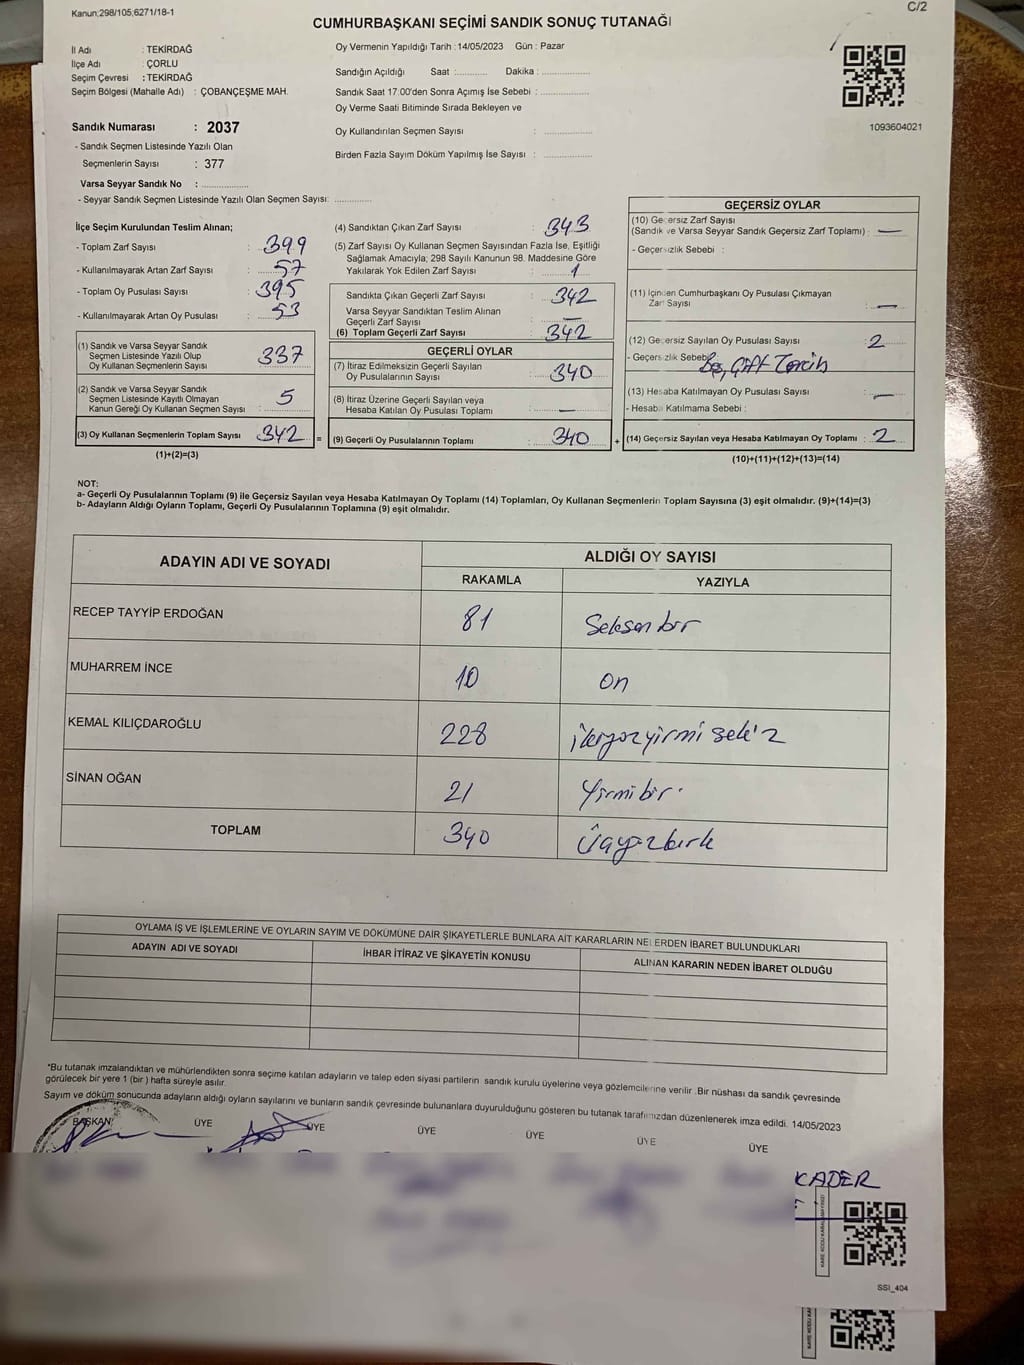 Kanun;298/105,6271/18-1
C/2
CUMHURBAŞKANI SEÇİMİ SANDIK SONUÇ TUTANAĞI
İl Adı : TEKİRDAĞ
İlçe Adı : ÇORLU
Seçim Çevresi : TEKİRDAĞ
Seçim Bölgesi (Mahalle Adı) : ÇOBANÇEŞME MAH.
Sandık Numarası : 2037
- Sandık Seçmen Listesinde Yazılı Olan
Seçmenlerin Sayısı : 377
Varsa Seyyar Sandık No : ................
- Seyyar Sandık Seçmen Listesinde Yazılı Olan Seçmen Sayısı: .............
Oy Vermenin Yapıldığı Tarih :14/05/2023 Gün : Pazar
Sandığın Açıldığı Saat :........... Dakika : ................
Sandık Saat 17:00'den Sonra Açımış İse Sebebi : ................
Oy Verme Saati Bitiminde Sırada Bekleyen ve
Oy Kullandırılan Seçmen Sayısı : ................
Birden Fazla Sayım Döküm Yapılmış İse Sayısı : ................
1093604021
İlçe Seçim Kurulundan Teslim Alınan;
- Toplam Zarf Sayısı : 399
- Kullanılmayarak Artan Zarf Sayısı : 57
- Toplam Oy Pusulası Sayısı : 395
- Kullanılmayarak Artan Oy Pusulası : 53
(1) Sandık ve Varsa Seyyar Sandık
Seçmen Listesinde Yazılı Olup
Oy Kullanan Seçmenlerin Sayısı : 337
(2) Sandık ve Varsa Seyyar Sandık
Seçmen Listesinde Kayıtlı Olmayan
Kanun Gereği Oy Kullanan Seçmen Sayısı : 5
(3) Oy Kullanan Seçmenlerin Toplam Sayısı : 342 =
(1)+(2)=(3)
(4) Sandıktan Çıkan Zarf Sayısı : 343
(5) Zarf Sayısı Oy Kullanan Seçmen Sayısından Fazla İse, Eşitliği
Sağlamak Amacıyla; 298 Sayılı Kanunun 98. Maddesine Göre
Yakılarak Yok Edilen Zarf Sayısı : 1
Sandıkta Çıkan Geçerli Zarf Sayısı : 342
Varsa Seyyar Sandıktan Teslim Alınan
Geçerli Zarf Sayısı : —
(6) Toplam Geçerli Zarf Sayısı : 342
GEÇERLİ OYLAR
(7) İtiraz Edilmeksizin Geçerli Sayılan
Oy Pusulalarının Sayısı : 340
(8) İtiraz Üzerine Geçerli Sayılan veya
Hesaba Katılan Oy Pusulası Toplamı : —
(9) Geçerli Oy Pusulalarının Toplamı : 340 +
GEÇERSİZ OYLAR
(10) Geçersiz Zarf Sayısı
(Sandık ve Varsa Seyyar Sandık Geçersiz Zarf Toplamı) : —
- Geçersizlik Sebebi :
(11) İçinden Cumhurbaşkanı Oy Pusulası Çıkmayan
Zarf Sayısı : —
(12) Geçersiz Sayılan Oy Pusulası Sayısı : 2
- Geçersizlik Sebebi: Boş, Çift Tercih
(13) Hesaba Katılmayan Oy Pusulası Sayısı : —
- Hesaba Katılmama Sebebi :
(14) Geçersiz Sayılan veya Hesaba Katılmayan Oy Toplamı : 2
(10)+(11)+(12)+(13)=(14)
NOT:
a- Geçerli Oy Pusulalarının Toplamı (9) ile Geçersiz Sayılan veya Hesaba Katılmayan Oy Toplamı (14) Toplamları, Oy Kullanan Seçmenlerin Toplam Sayısına (3) eşit olmalıdır. (9)+(14)=(3)
b- Adayların Aldığı Oyların Toplamı, Geçerli Oy Pusulalarının Toplamına (9) eşit olmalıdır.
ADAYIN ADI VE SOYADI
ALDIĞI OY SAYISI
RAKAMLA YAZIYLA
RECEP TAYYİP ERDOĞAN 81 Seksen bir
MUHARREM İNCE 10 on
KEMAL KILIÇDAROĞLU 228 ikiyüzyirmi sekiz
SİNAN OĞAN 21 Yirmi bir
TOPLAM 340 Üçyüzkırk
OYLAMA İŞ VE İŞLEMLERİNE VE OYLARIN SAYIM VE DÖKÜMÜNE DAİR ŞİKAYETLERLE BUNLARA AİT KARARLARIN NELERDEN İBARET BULUNDUKLARI
ADAYIN ADI VE SOYADI İHBAR İTİRAZ VE ŞİKAYETİN KONUSU ALINAN KARARIN NEDEN İBARET OLDUĞU
*Bu tutanak imzalandıktan ve mühürlendikten sonra seçime katılan adayların ve talep eden siyasi partilerin sandık kurulu üyelerine veya gözlemcilerine verilir .Bir nüshası da sandık çevresinde
görülecek bir yere 1 (bir ) hafta süreyle asılır.
Sayım ve döküm sonucunda adayların aldığı oyların sayılarını ve bunların sandık çevresinde bulunanlara duyurulduğunu gösteren bu tutanak tarafımızdan düzenlenerek imza edildi. 14/05/2023
BAŞKAN ÜYE ÜYE ÜYE ÜYE ÜYE ÜYE
KADER
SSI_404